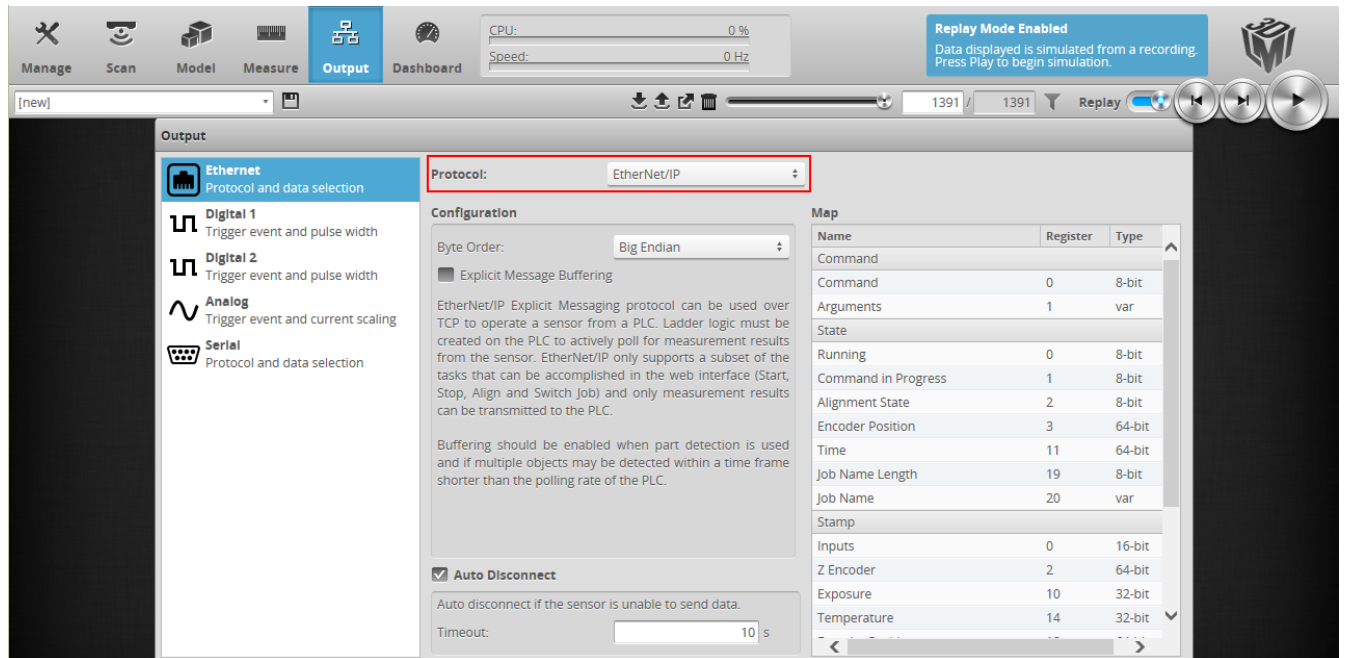 Manage
Scan
Model
Measure
Output
Dashboard
CPU: 0 %
Speed: 0 Hz
Replay Mode Enabled
Data displayed is simulated from a recording.
Press Play to begin simulation.
[new]
1391 / 1391
Replay
Output
Ethernet
Protocol and data selection
Digital 1
Trigger event and pulse width
Digital 2
Trigger event and pulse width
Analog
Trigger event and current scaling
Serial
Protocol and data selection
Protocol: EtherNet/IP
Configuration
Byte Order: Big Endian
Explicit Message Buffering
EtherNet/IP Explicit Messaging protocol can be used over
TCP to operate a sensor from a PLC. Ladder logic must be
created on the PLC to actively poll for measurement results
from the sensor. EtherNet/IP only supports a subset of the
tasks that can be accomplished in the web interface (Start,
Stop, Align and Switch Job) and only measurement results
can be transmitted to the PLC.
Buffering should be enabled when part detection is used
and if multiple objects may be detected within a time frame
shorter than the polling rate of the PLC.
Auto Disconnect
Auto disconnect if the sensor is unable to send data.
Timeout: 10 s
Map
Name Register Type
Command
Command 0 8-bit
Arguments 1 var
State
Running 0 8-bit
Command in Progress 1 8-bit
Alignment State 2 8-bit
Encoder Position 3 64-bit
Time 11 64-bit
Job Name Length 19 8-bit
Job Name 20 var
Stamp
Inputs 0 16-bit
Z Encoder 2 64-bit
Exposure 10 32-bit
Temperature 14 32-bit